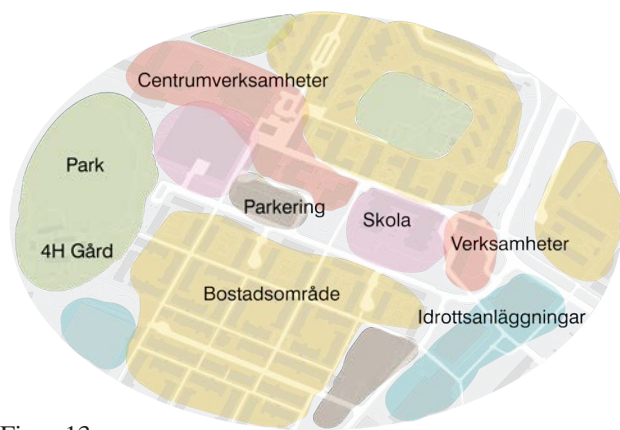 Centrumverksamheter
Park
Parkering
Skola
4H Gård
Verksamheter
Bostadsområde
Idrottsanläggningar